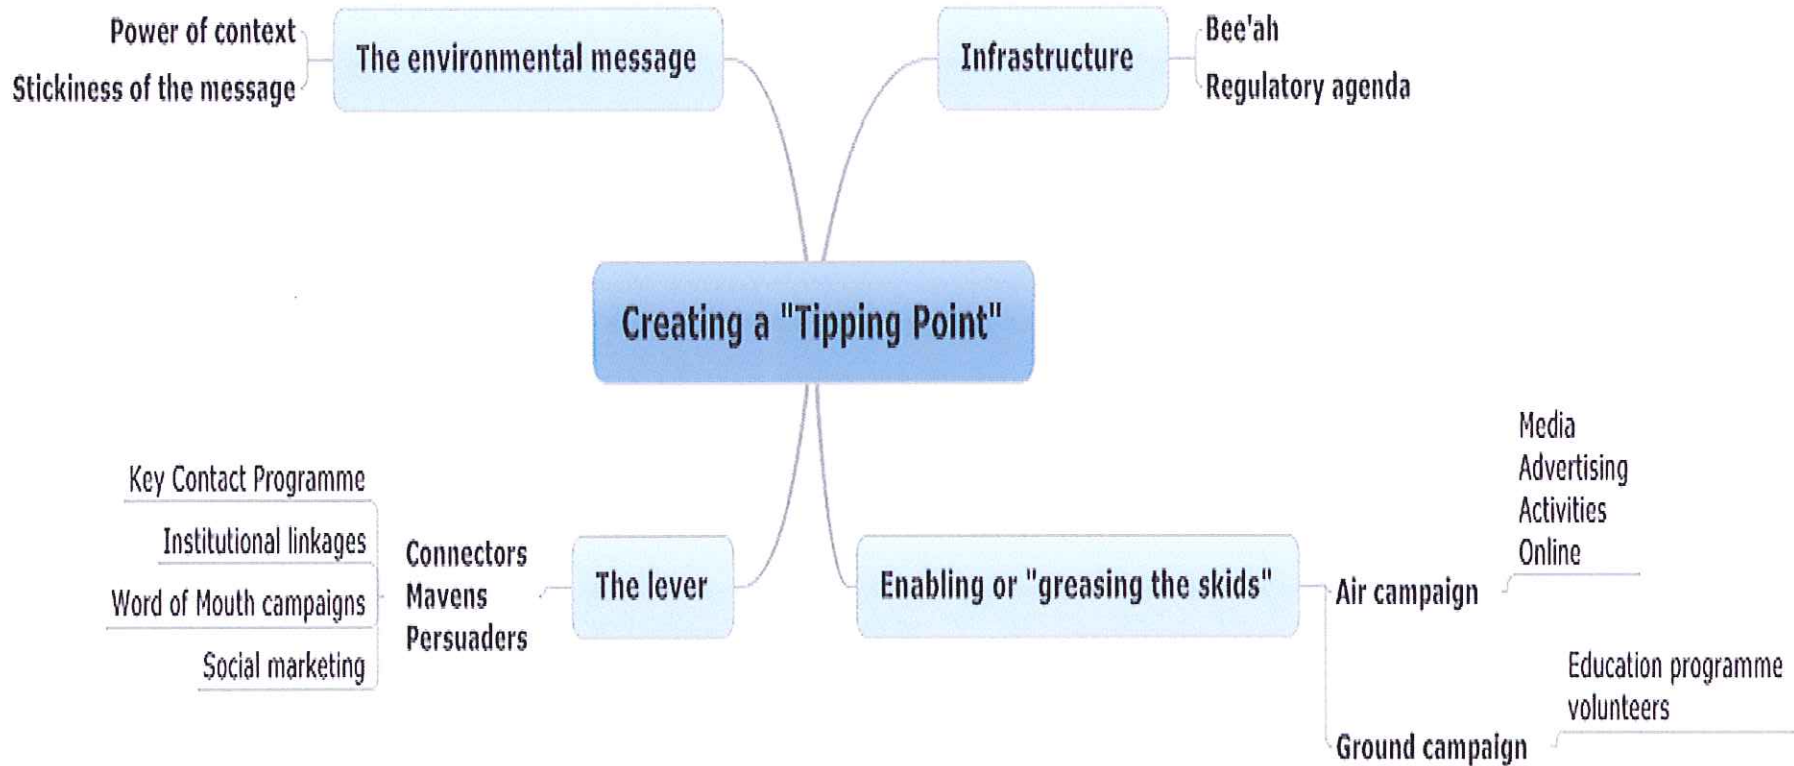 Power of context
Stickiness of the message
The environmental message
Infrastructure
Bee'ah
Regulatory agenda
Creating a "Tipping Point"
Key Contact Programme
Institutional linkages
Word of Mouth campaigns
Social marketing
Connectors
Mavens
Persuaders
The lever
Enabling or "greasing the skids"
Air campaign
Media
Advertising
Activities
Online
Ground campaign
Education programme
volunteers